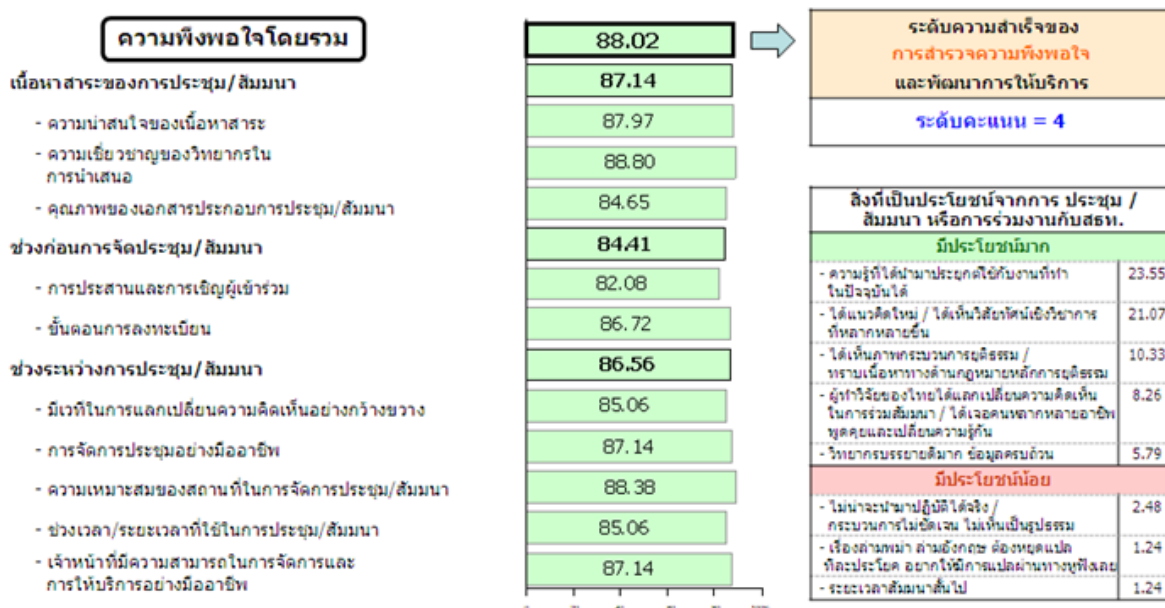 ความพึงพอใจโดยรวม
88.02
เนื้อหาสาระของการประชุม/สัมมนา
87.14
- ความน่าสนใจของเนื้อหาสาระ
87.97
- ความเชี่ยวชาญของวิทยากรใน
การนำเสนอ
88.80
- คุณภาพของเอกสารประกอบการประชุม/สัมมนา
84.65
ช่วงก่อนการจัดประชุม/สัมมนา
84.41
- การประสานและการเชิญผู้เข้าร่วม
82.08
- ขั้นตอนการลงทะเบียน
86.72
ช่วงระหว่างการประชุม/สัมมนา
86.56
- มีเวทีในการแลกเปลี่ยนความคิดเห็นอย่างกว้างขวาง
85.06
- การจัดการประชุมอย่างมืออาชีพ
87.14
- ความเหมาะสมของสถานที่ในการจัดการประชุม/สัมมนา
88.38
- ช่วงเวลา/ระยะเวลาที่ใช้ในการประชุม/สัมมนา
85.06
- เจ้าหน้าที่มีความสามารถในการจัดการและ
การให้บริการอย่างมืออาชีพ
87.14
ระดับความสำเร็จของ
การสำรวจความพึงพอใจ
และพัฒนาการให้บริการ
ระดับคะแนน = 4
สิ่งที่เป็นประโยชน์จากการ ประชุม /
สัมมนา หรือการร่วมงานกับสธท.
มีประโยชน์มาก
- ความรู้ที่ได้นำมาประยุกต์ใช้กับงานที่ทำ
ในปัจจุบันได้
23.55
- ได้แนวคิดใหม่ / ได้เห็นวิสัยทัศน์เชิงวิชาการ
ที่หลากหลายขึ้น
21.07
- ได้เห็นภาพกระบวนการยุติธรรม /
ทราบเนื้อหาทางด้านกฎหมายหลักการยุติธรรม
10.33
- ผู้ทำวิจัยของไทยได้แลกเปลี่ยนความคิดเห็น
ในการร่วมสัมมนา / ได้เจอคนหลากหลายอาชีพ
พูดคุยและเปลี่ยนความรู้กัน
8.26
- วิทยากรบรรยายดีมาก ข้อมูลครบถ้วน
5.79
มีประโยชน์น้อย
- ไม่น่าจะนำมาปฏิบัติได้จริง /
กระบวนการไม่ชัดเจน ไม่เห็นเป็นรูปธรรม
2.48
- เรื่องล่ามพม่า ล่ามอังกฤษ ต้องหยุดแปล
ทีละประโยค อยากให้มีการแปลผ่านทางหูฟังเลย
1.24
- ระยะเวลาสัมมนาสั้นไป
1.24